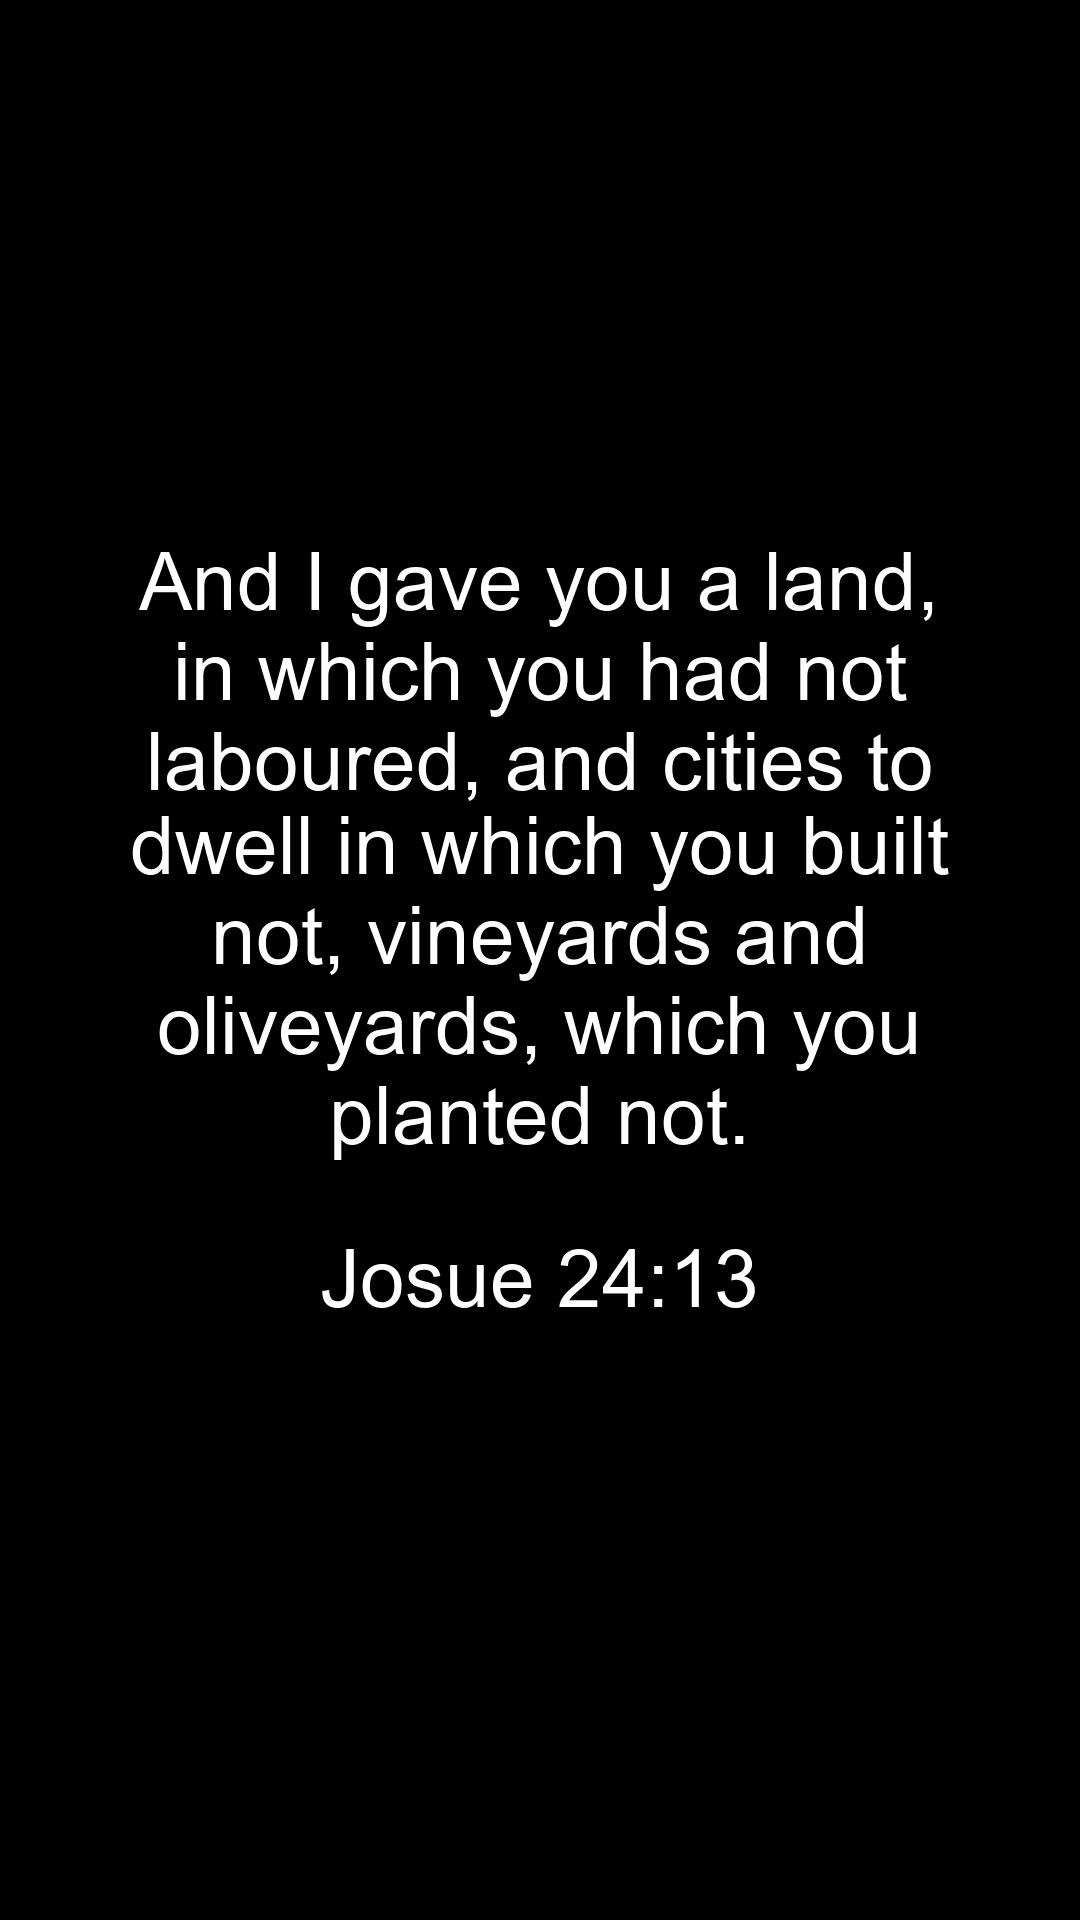 And I gave you a land,
in which you had not
laboured, and cities to
dwell in which you built
not, vineyards and
oliveyards, which you
planted not.
Josue 24:13